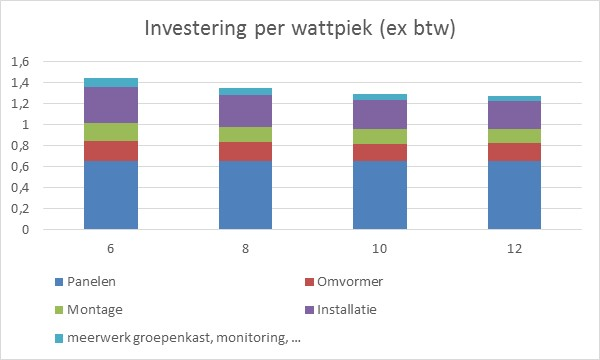 Investering per wattpiek (ex btw)
1,6
1,4
1,2
1
0,8
0,6
0,4
0,2
0
6 8 10 12
Panelen Omvormer
Montage Installatie
meerwerk groepenkast, monitoring, ...